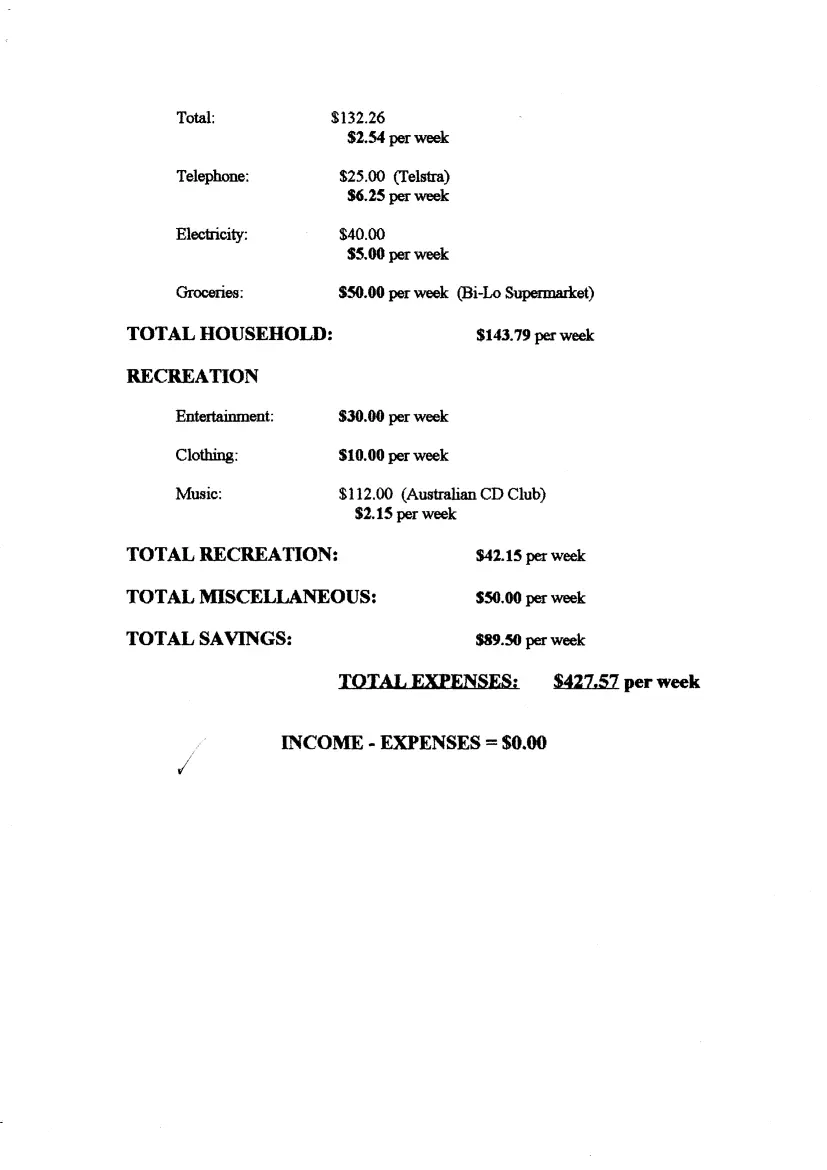 Total: $132.26
$2.54 per week
Telephone: $25.00 (Telstra)
$6.25 per week
Electricity: $40.00
$5.00 per week
Groceries: $50.00 per week (Bi-Lo Supermarket)
TOTAL HOUSEHOLD: $143.79 per week
RECREATION
Entertainment: $30.00 per week
Clothing: $10.00 per week
Music: $112.00 (Australian CD Club)
$2.15 per week
TOTAL RECREATION: $42.15 per week
TOTAL MISCELLANEOUS: $50.00 per week
TOTAL SAVINGS: $89.50 per week
TOTAL EXPENSES: $427.57 per week
INCOME - EXPENSES = $0.00